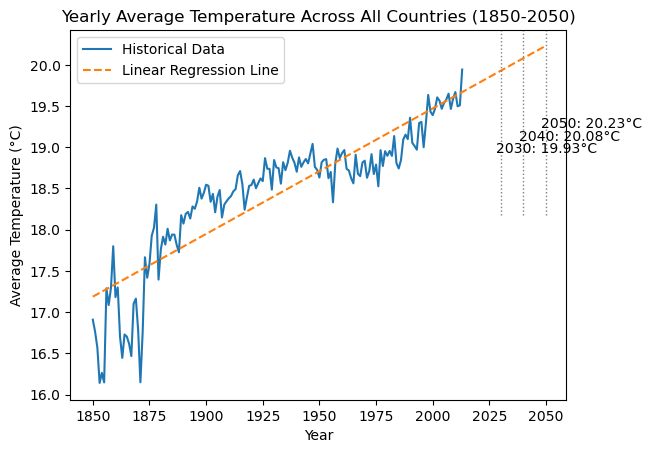 Yearly Average Temperature Across All Countries (1850-2050)
Historical Data
Linear Regression Line
Average Temperature (°C)
20.0
19.5
19.0
18.5
18.0
17.5
17.0
16.5
16.0
2050: 20.23°C
2040: 20.08°C
2030: 19.93°C
1850
1875
1900
1925
1950
1975
2000
2025
2050
Year